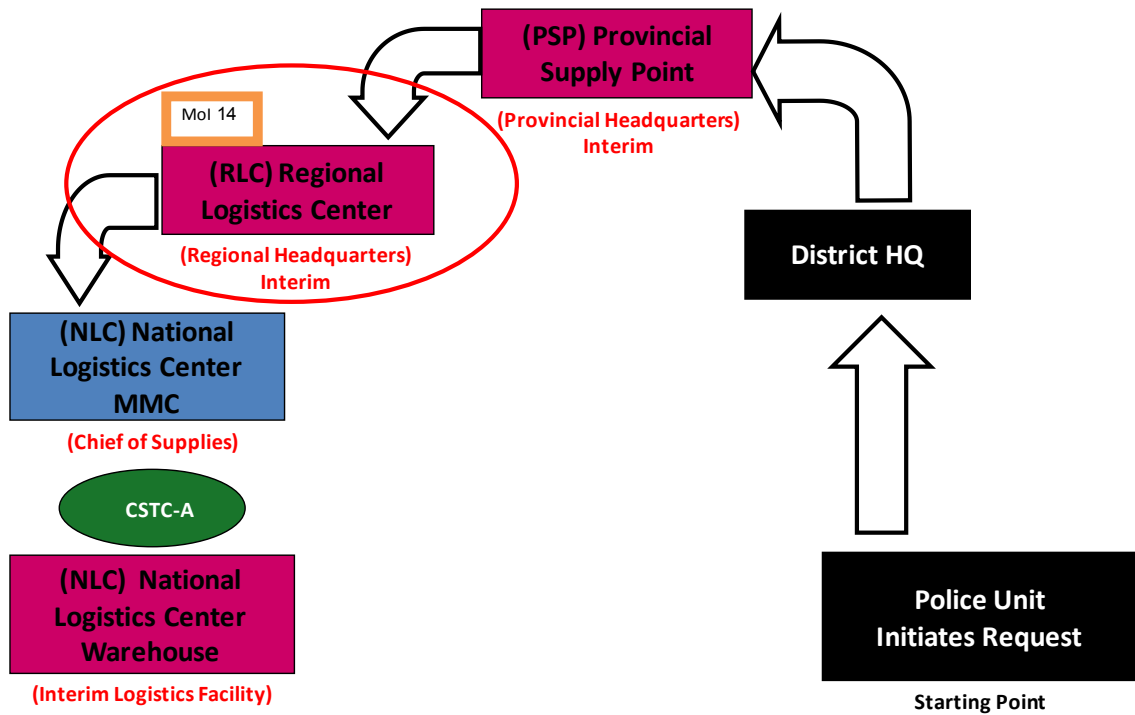 (PSP) Provincial
Supply Point
(Provincial Headquarters)
Interim
MoI 14
(RLC) Regional
Logistics Center
(Regional Headquarters)
Interim
District HQ
(NLC) National
Logistics Center
MMC
(Chief of Supplies)
CSTC-A
(NLC) National
Logistics Center
Warehouse
(Interim Logistics Facility)
Police Unit
Initiates Request
Starting Point